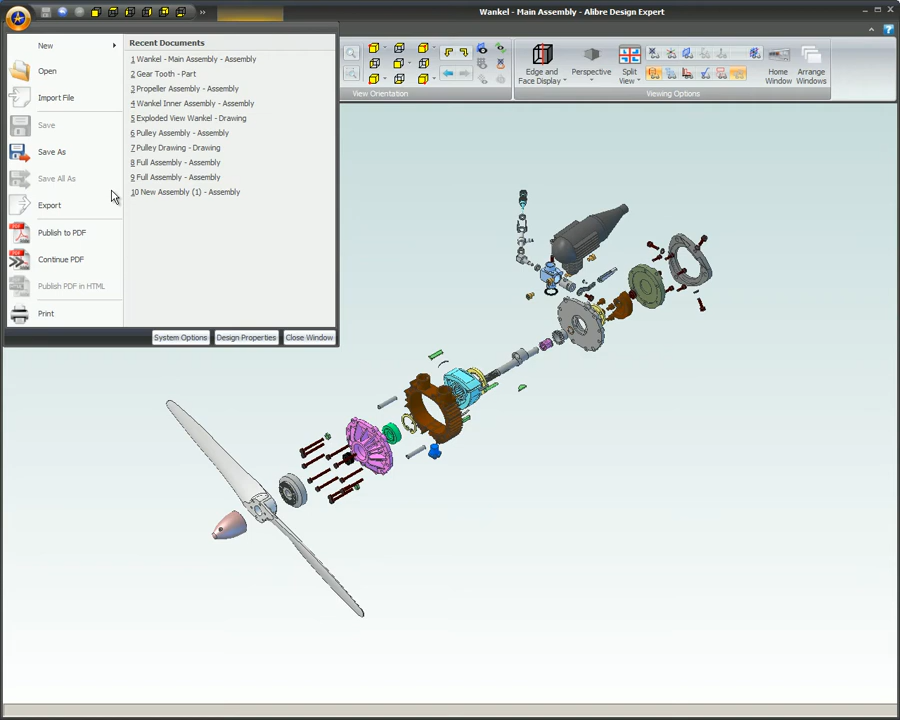 Wankel - Main Assembly - Alibre Design Expert
New
Open
Import File
Save
Save As
Save All As
Export
Publish to PDF
Continue PDF
Publish PDF in HTML
Print
Recent Documents
1 Wankel - Main Assembly - Assembly
2 Gear Tooth - Part
3 Propeller Assembly - Assembly
4 Wankel Inner Assembly - Assembly
5 Exploded View Wankel - Drawing
6 Pulley Assembly - Assembly
7 Pulley Drawing - Drawing
8 Full Assembly - Assembly
9 Full Assembly - Assembly
10 New Assembly (1) - Assembly
System Options
Design Properties
Close Window
View Orientation
Edge and
Face Display
Perspective
Split
View
Home
Window
Arrange
Windows
Viewing Options